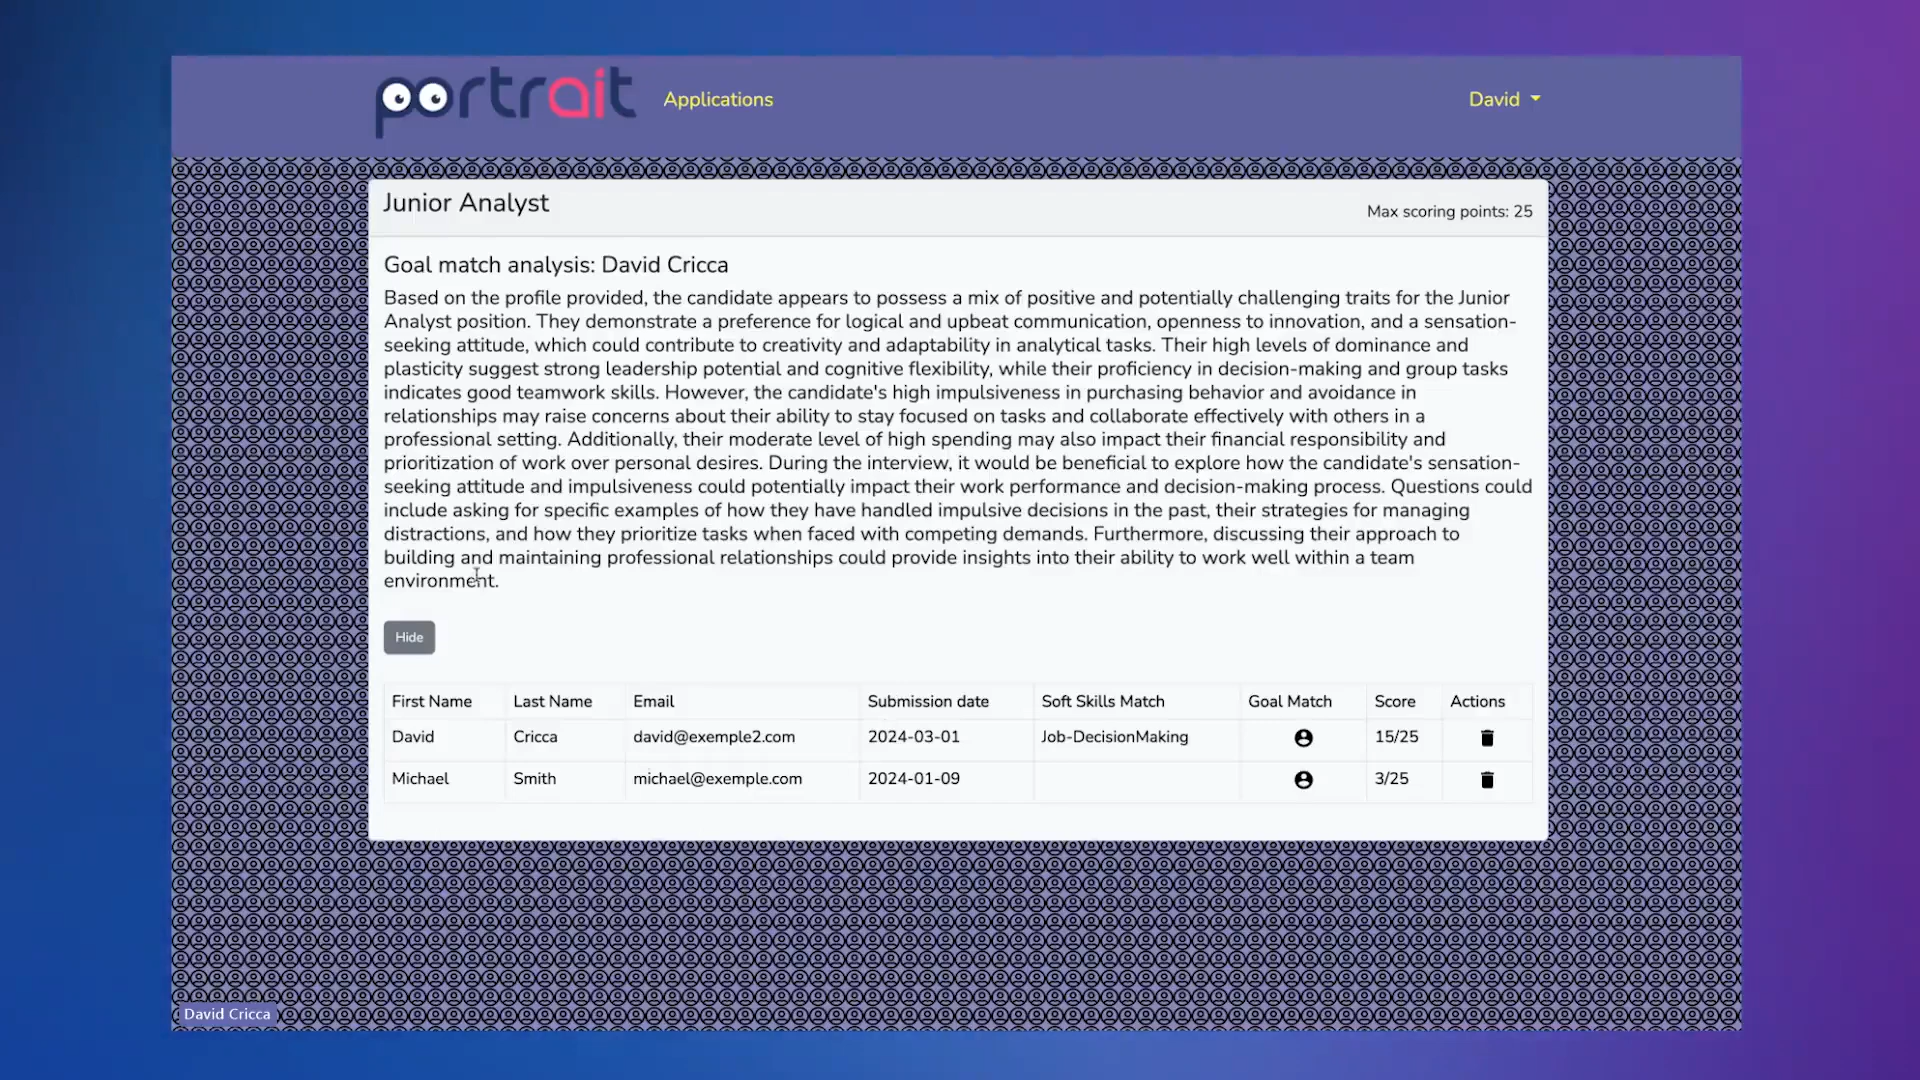 portrait
Applications
David
Junior Analyst
Max scoring points: 25
Goal match analysis: David Cricca
Based on the profile provided, the candidate appears to possess a mix of positive and potentially challenging traits for the Junior
Analyst position. They demonstrate a preference for logical and upbeat communication, openness to innovation, and a sensation-
seeking attitude, which could contribute to creativity and adaptability in analytical tasks. Their high levels of dominance and
plasticity suggest strong leadership potential and cognitive flexibility, while their proficiency in decision-making and group tasks
indicates good teamwork skills. However, the candidate's high impulsiveness in purchasing behavior and avoidance in
relationships may raise concerns about their ability to stay focused on tasks and collaborate effectively with others in a
professional setting. Additionally, their moderate level of high spending may also impact their financial responsibility and
prioritization of work over personal desires. During the interview, it would be beneficial to explore how the candidate's sensation-
seeking attitude and impulsiveness could potentially impact their work performance and decision-making process. Questions could
include asking for specific examples of how they have handled impulsive decisions in the past, their strategies for managing
distractions, and how they prioritize tasks when faced with competing demands. Furthermore, discussing their approach to
building and maintaining professional relationships could provide insights into their ability to work well within a team
environment.
Hide
First Name Last Name Email Submission date Soft Skills Match Goal Match Score Actions
David Cricca david@exemple2.com 2024-03-01 Job-DecisionMaking 15/25
Michael Smith michael@exemple.com 2024-01-09 3/25
David Cricca